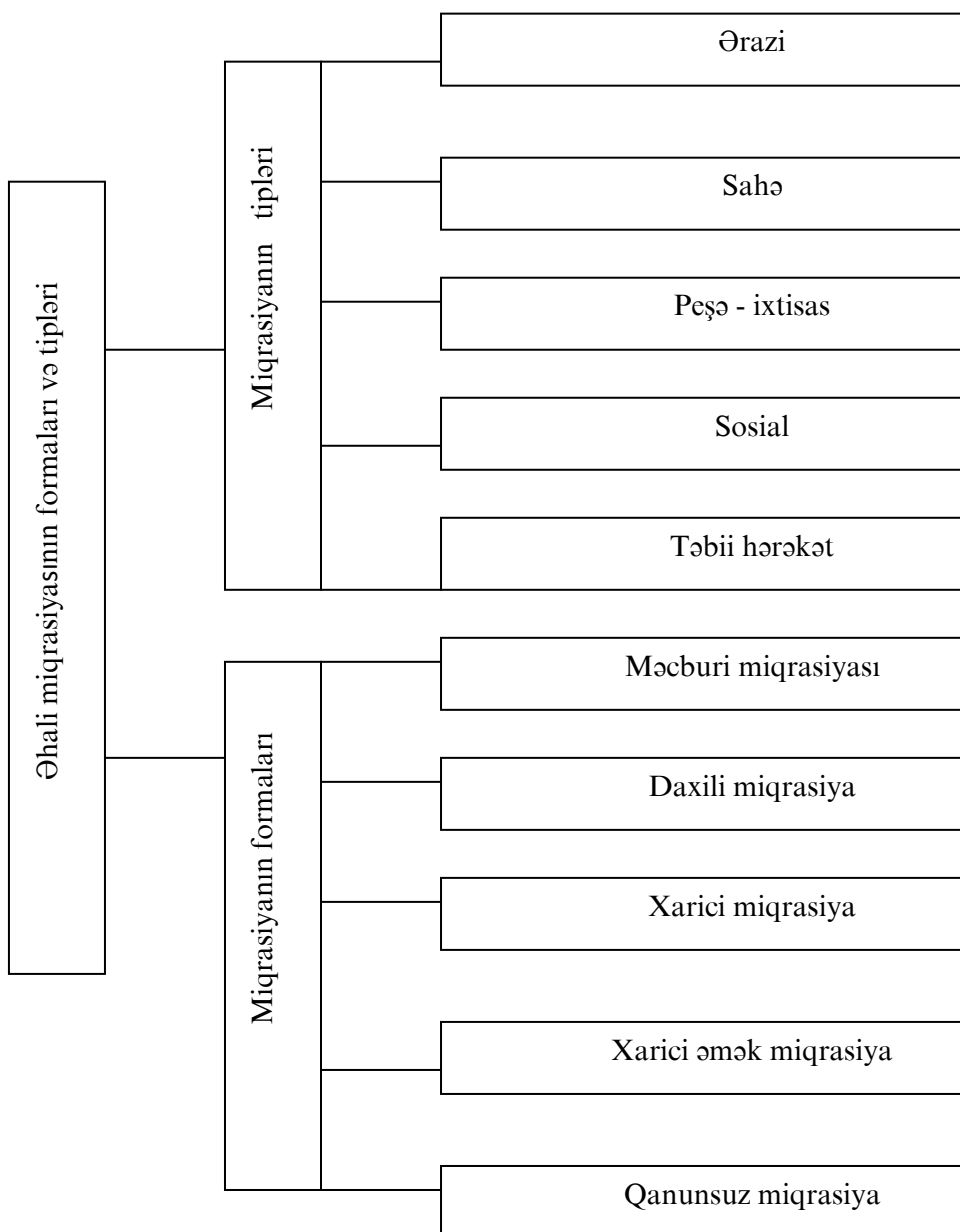 Əhali miqrasiyasının formaları və tipləri
Miqrasiyanın tipləri
Ərazi
Sahə
Peşə - ixtisas
Sosial
Təbii hərəkət
Miqrasiyanın formaları
Məcburi miqrasiyası
Daxili miqrasiya
Xarici miqrasiya
Xarici əmək miqrasiya
Qanunsuz miqrasiya